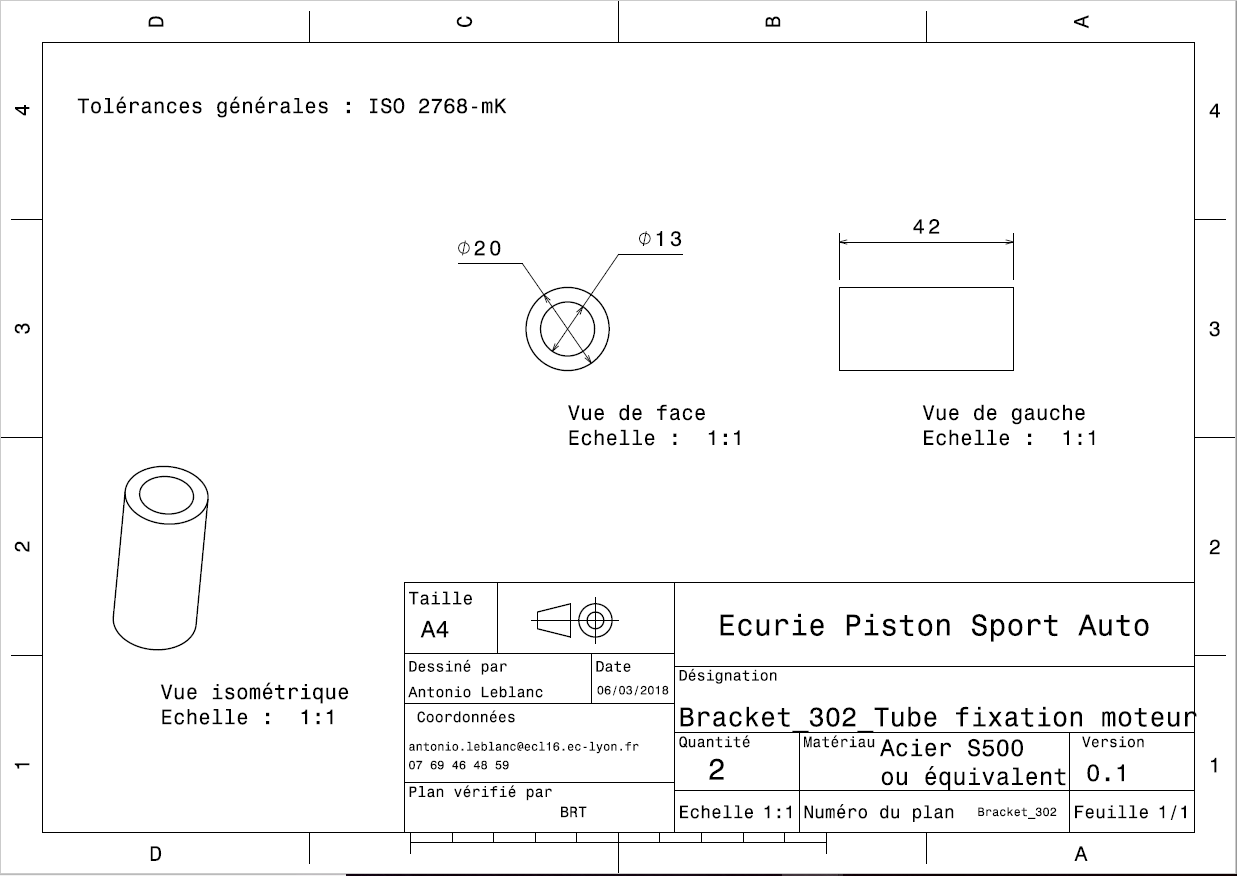 D C B A
4 4
Tolérances générales : ISO 2768-mK
42
⌀20 ⌀13
3 3
Vue de face
Echelle : 1:1
Vue de gauche
Echelle : 1:1
2 2
Vue isométrique
Echelle : 1:1
Taille
A4
Ecurie Piston Sport Auto
Dessiné par
Antonio Leblanc
Date
06/03/2018
Désignation
Bracket_302_Tube fixation moteur
Coordonnées
antonio.leblanc@ecl16.ec-lyon.fr
07 69 46 48 59
Quantité
2
Matériau Acier S500
ou équivalent
Version
0.1
Plan vérifié par
BRT
Echelle 1:1
Numéro du plan Bracket_302
Feuille 1/1
1 1
D A